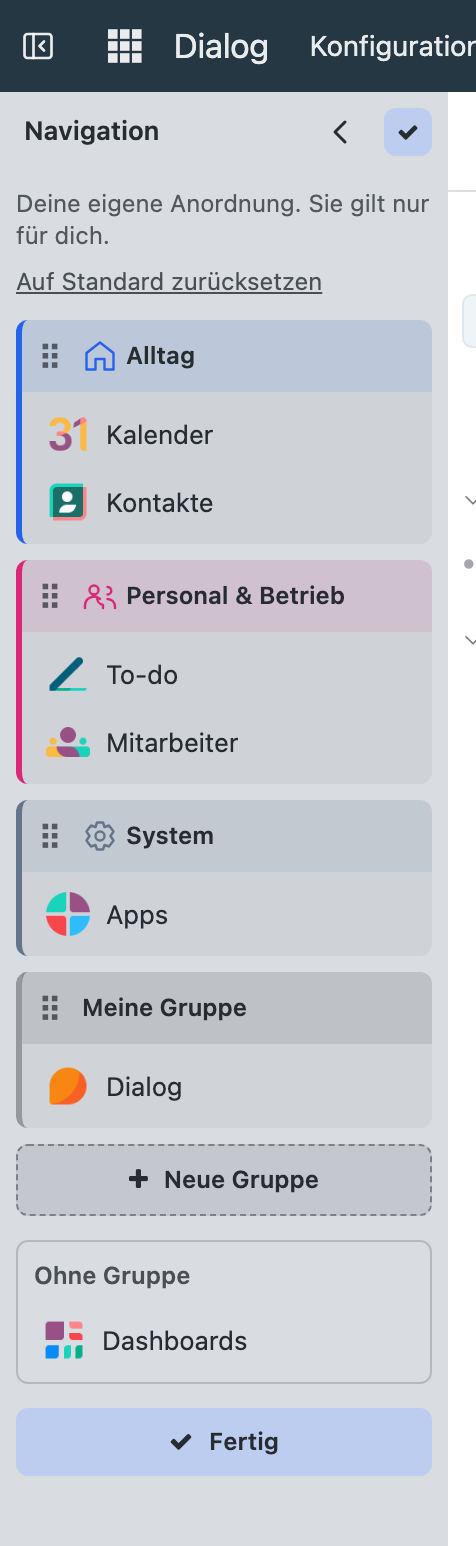 Dialog
Navigation
Deine eigene Anordnung. Sie gilt nur
für dich.
Auf Standard zurücksetzen
Alltag
31 Kalender
Kontakte
Personal & Betrieb
To-do
Mitarbeiter
System
Apps
Meine Gruppe
Dialog
Neue Gruppe
Ohne Gruppe
Dashboards
Fertig